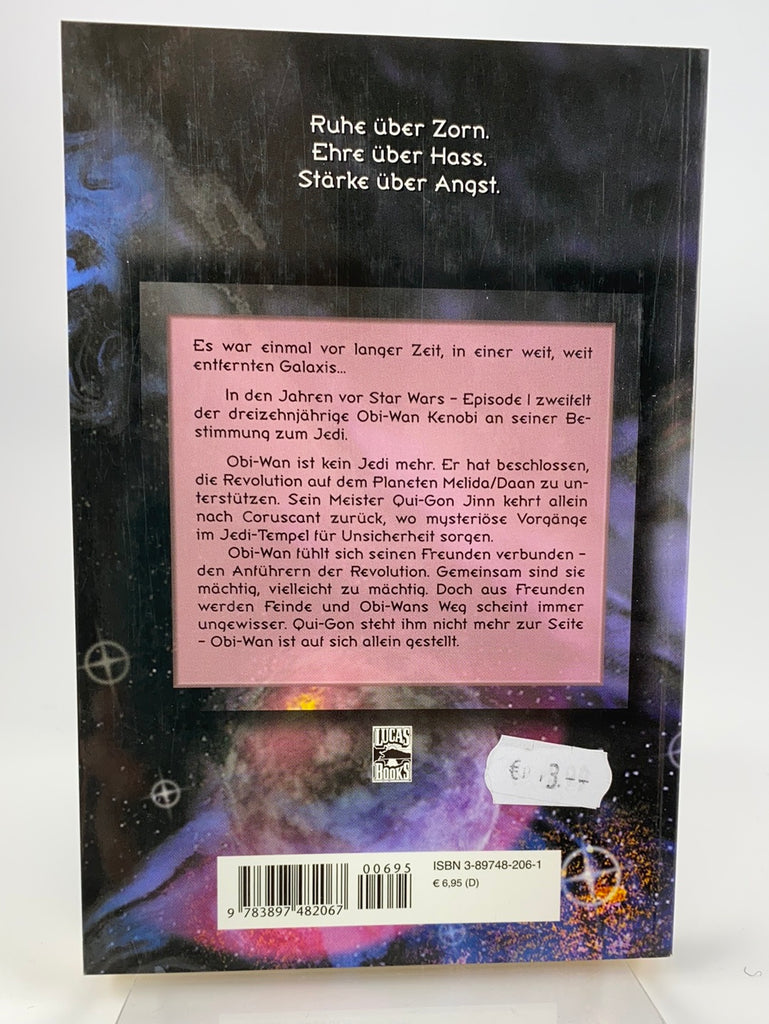 Ruhe über Zorn.
Ehre über Hass.
Stärke über Angst.
Es war einmal vor langer Zeit, in einer weit, weit
entfernten Galaxis...
In den Jahren vor Star Wars – Episode I zweifelt
der dreizehnjährige Obi-Wan Kenobi an seiner Be-
stimmung zum Jedi.
Obi-Wan ist kein Jedi mehr. Er hat beschlossen,
die Revolution auf dem Planeten Melida/Daan zu un-
terstützen. Sein Meister Qui-Gon Jinn kehrt allein
nach Coruscant zurück, wo mysteriöse Vorgänge
im Jedi-Tempel für Unsicherheit sorgen.
Obi-Wan fühlt sich seinen Freunden verbunden –
den Anführern der Revolution. Gemeinsam sind sie
mächtig, vielleicht zu mächtig. Doch aus Freunden
werden Feinde und Obi-Wans Weg scheint immer
ungewisser. Qui-Gon steht ihm nicht mehr zur Seite
– Obi-Wan ist auf sich allein gestellt.
LUCAS
BOOKS
€ 3.--
00695
ISBN 3-89748-206-1
€ 6,95 (D)
9 783897 482067